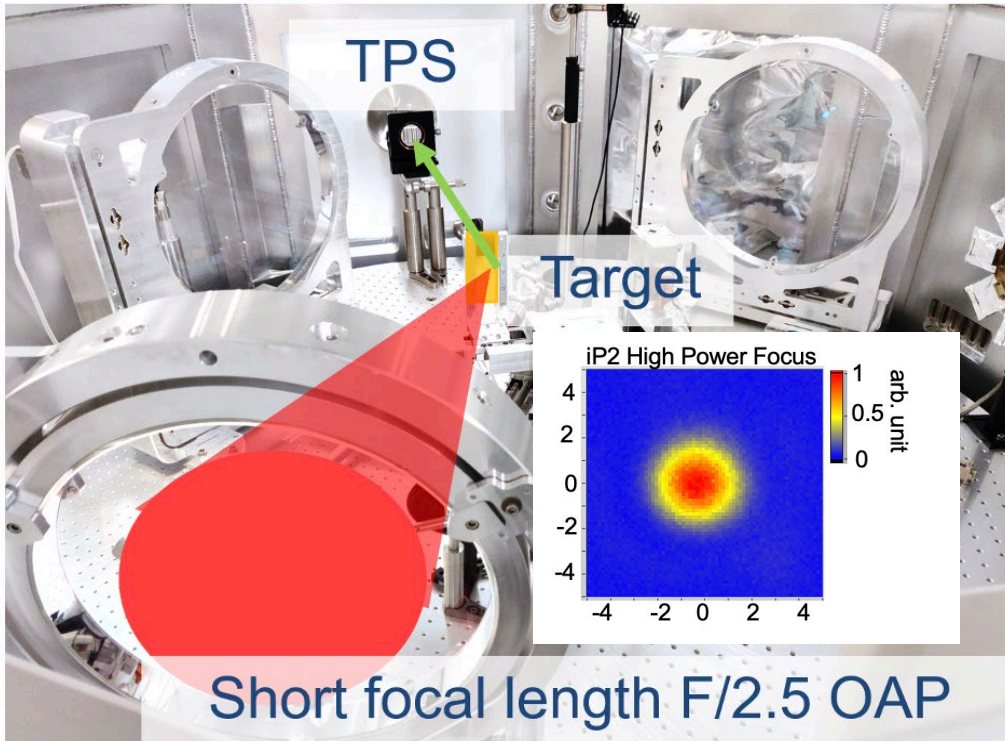 TPS
Target
iP2 High Power Focus
4
2
0
-2
-4
-4 -2 0 2 4
1
0.5
0
arb. unit
Short focal length F/2.5 OAP